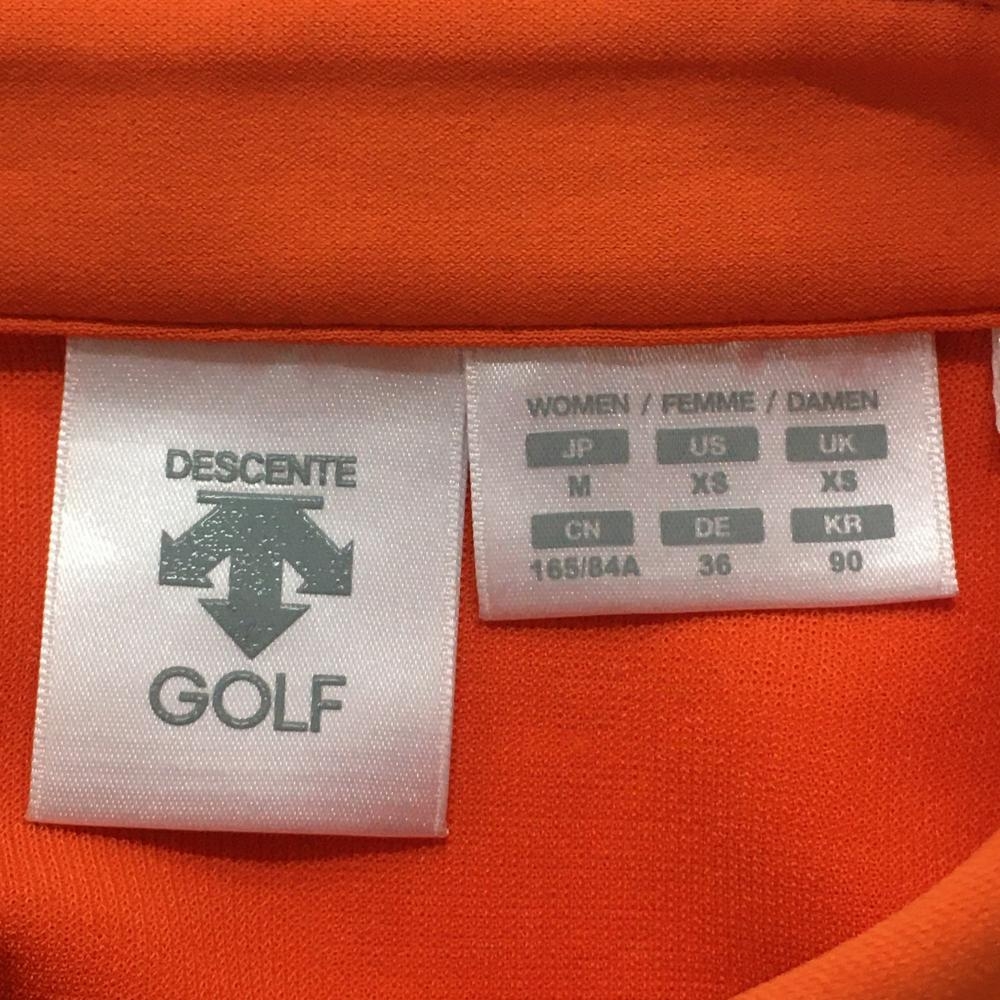 DESCENTE
GOLF
WOMEN / FEMME / DAMEN
JP US UK
M XS XS
CN DE KR
165/84A 36 90